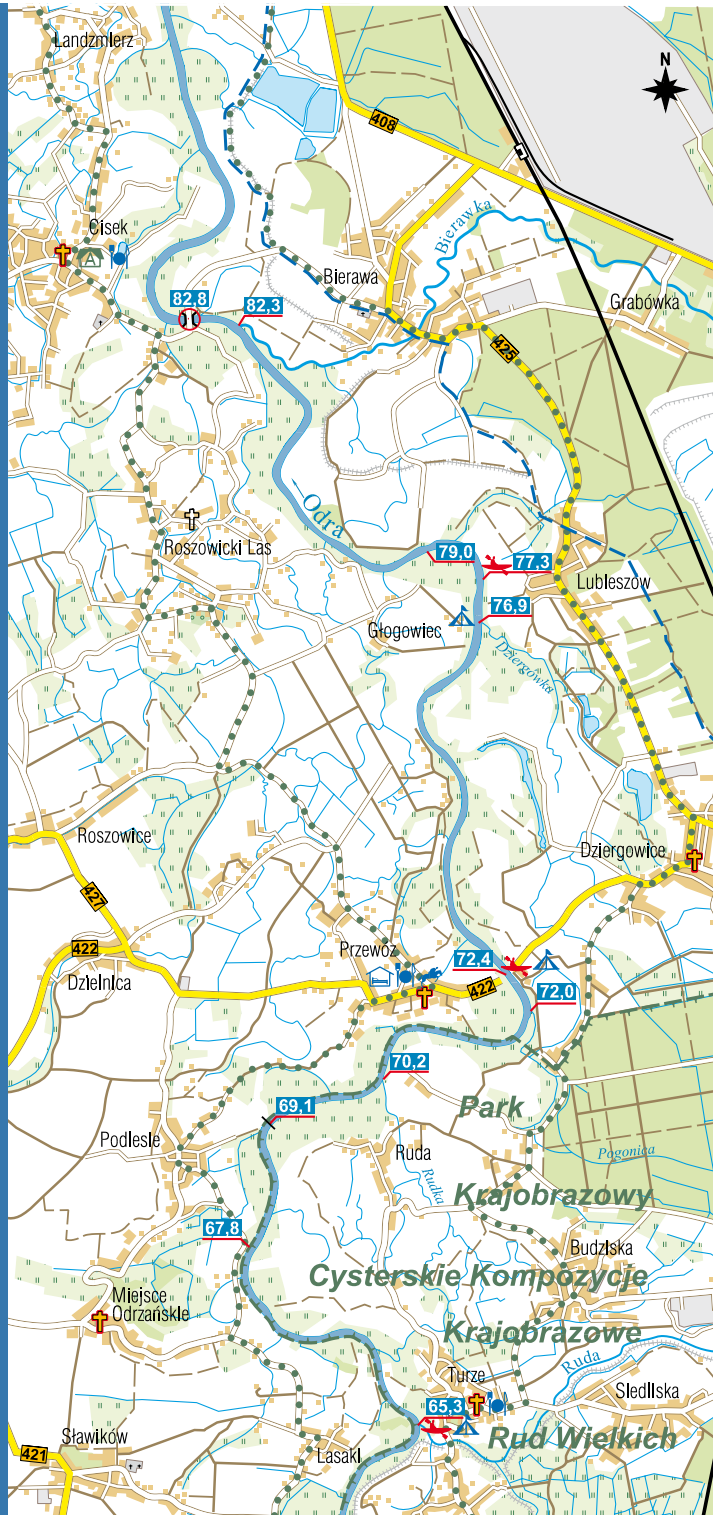 Landzmierz
N
408
Cisek
Bierawka
Bierawa
82,8
82,3
Grabówka
425
Odra
Roszowicki Las
79,0
77,3
Lubieszów
76,9
Głogowiec
Dziergówka
Roszowice
Dziergowice
427
422
Przewóz
72,4
Dzielnica
422
72,0
70,2
69,1
Park
Podlesie
Ruda
Pogonica
Rudka
Krajobrazowy
67,8
Budziska
Cysterskie Kompozycje
Miejsce
Odrzańskie
Krajobrazowe
Ruda
Turze
Siedliska
65,3
Rud Wielkich
Sławików
421
Lasaki